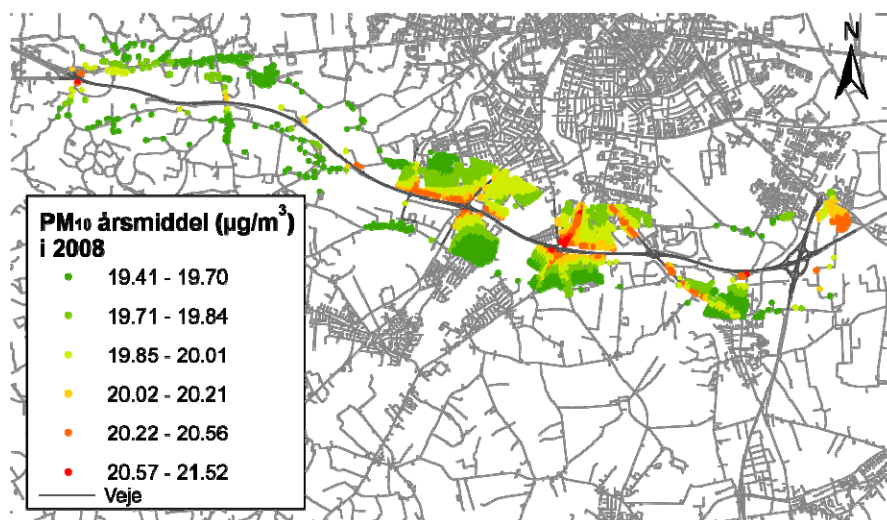 N
PM10 årsmiddel (µg/m³)
i 2008
19.41 - 19.70
19.71 - 19.84
19.85 - 20.01
20.02 - 20.21
20.22 - 20.56
20.57 - 21.52
Veje